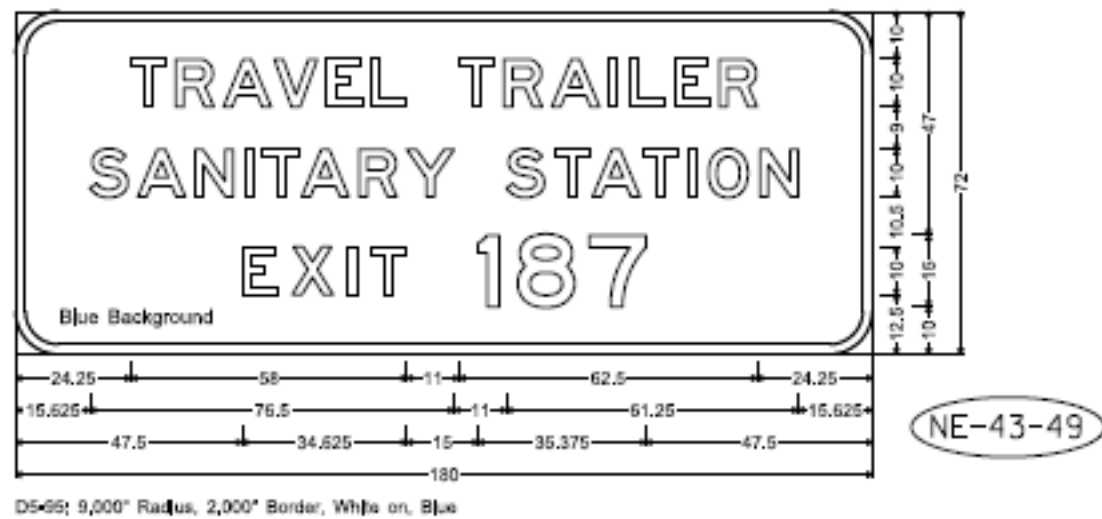 TRAVEL TRAILER
SANITARY STATION
EXIT 187
Blue Background
10
10
9
10
10.5
10
12.5
47
15
10
72
24.25 58 11 62.5 24.25
15.625 76.5 11 61.25 15.625
47.5 34.625 15 35.375 47.5
180
NE-43-49
D5-95; 9,000" Radius, 2,000" Border, White on, Blue